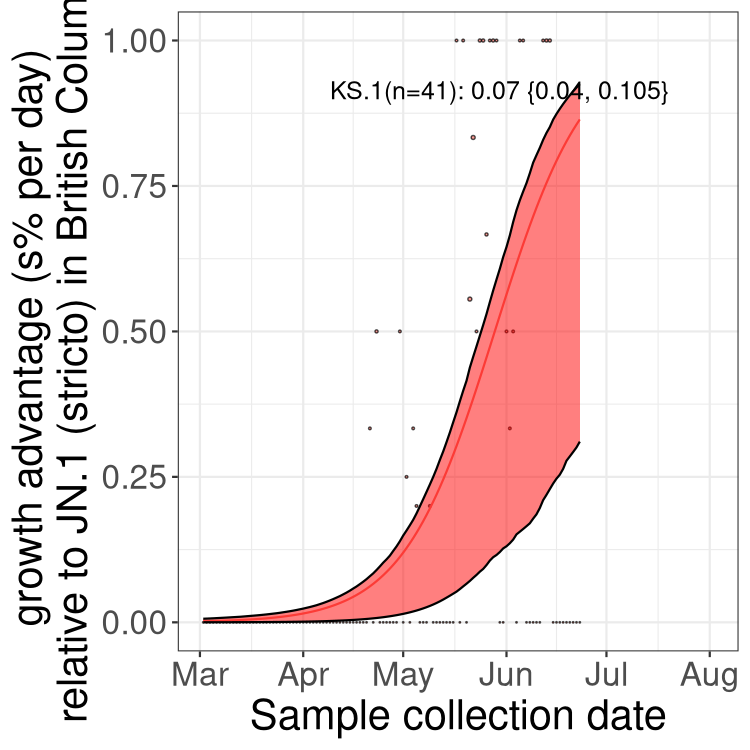 growth advantage (s% per day)
relative to JN.1 (stricto) in British Colum
1.00
0.75
0.50
0.25
0.00
KS.1(n=41): 0.07 {0.04, 0.105}
Mar Apr May Jun Jul Aug
Sample collection date